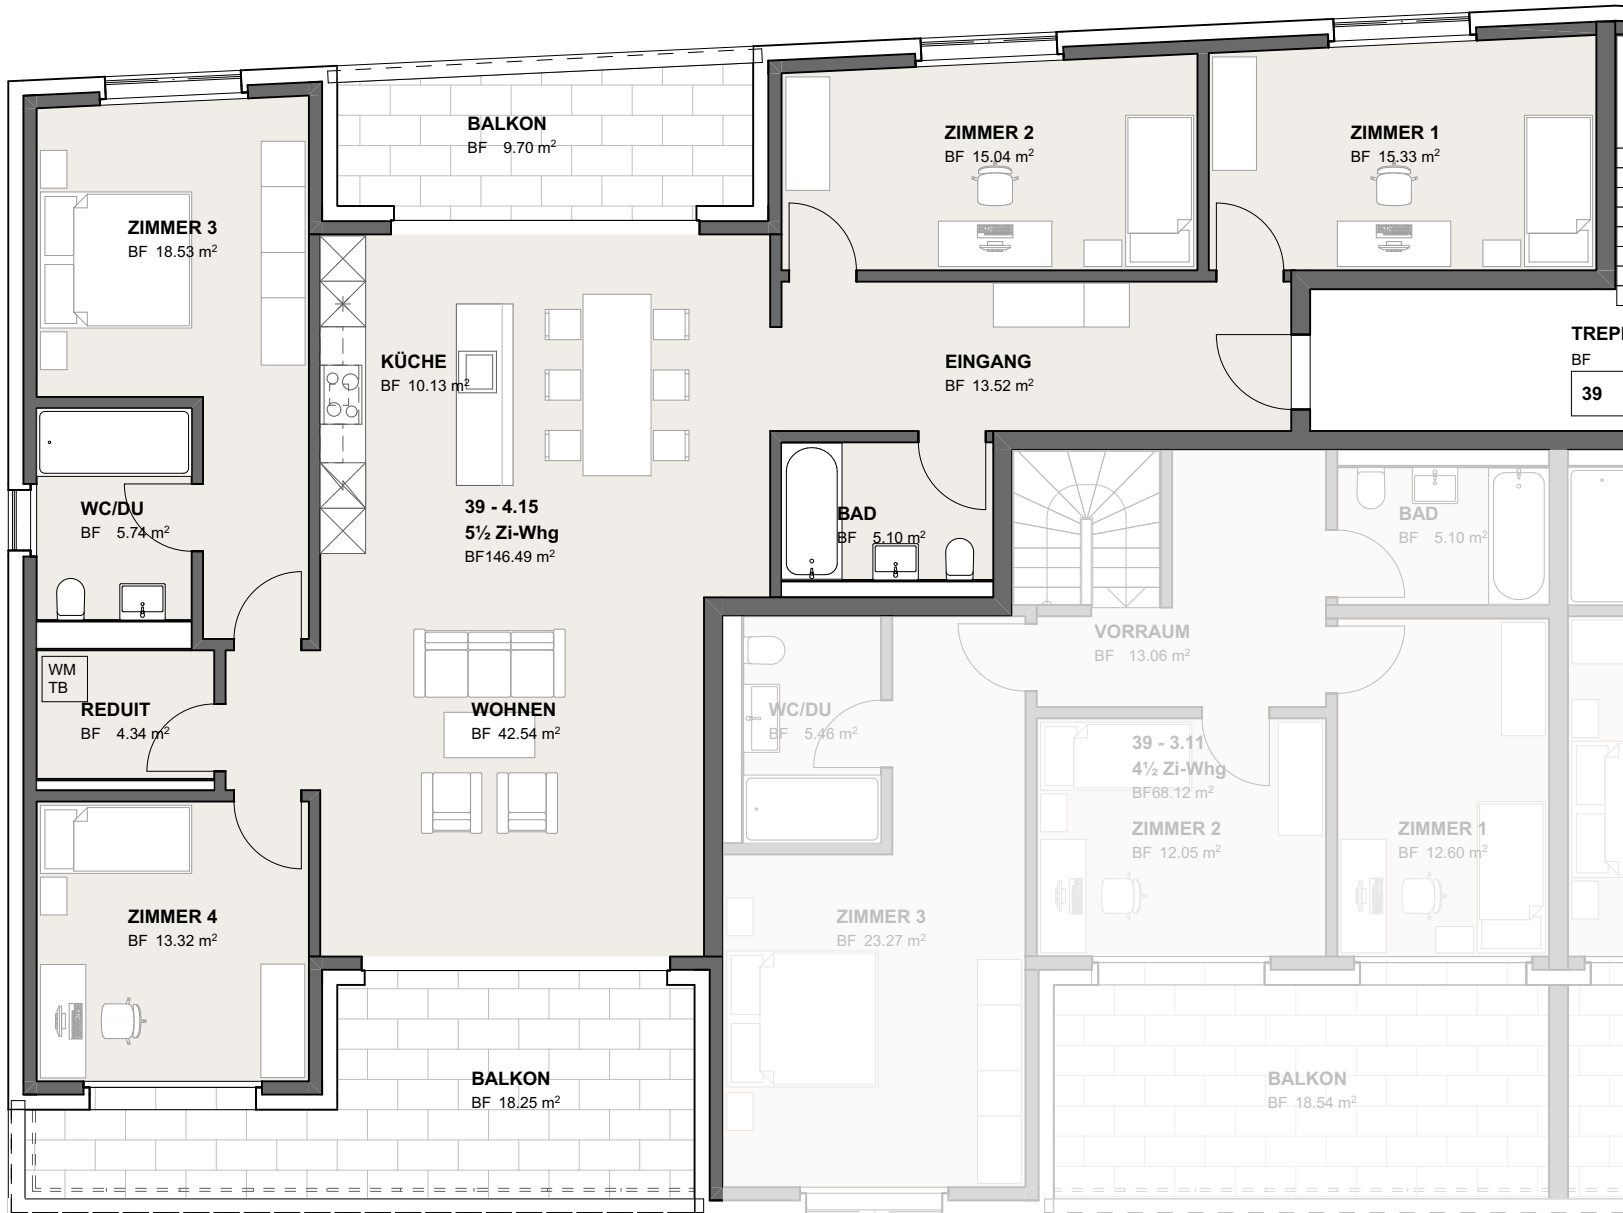 BALKON
BF 9.70 m²
ZIMMER 2
BF 15.04 m²
ZIMMER 1
BF 15.33 m²
ZIMMER 3
BF 18.53 m²
KÜCHE
BF 10.13 m²
EINGANG
BF 13.52 m²
BF
39
WC/DU
BF 5.74 m²
39 - 4.15
5½ Zi-Whg
BF146.49 m²
BAD
BF 5.10 m²
BAD
BF 5.10 m²
VORRAUM
BF 13.06 m²
WM
TB
REDUIT
BF 4.34 m²
WOHNEN
BF 42.54 m²
WC/DU
BF 5.46 m²
39 - 3.11
4½ Zi-Whg
BF68.12 m²
ZIMMER 2
BF 12.05 m²
ZIMMER 1
BF 12.60 m²
ZIMMER 4
BF 13.32 m²
ZIMMER 3
BF 23.27 m²
BALKON
BF 18.25 m²
BALKON
BF 18.54 m²